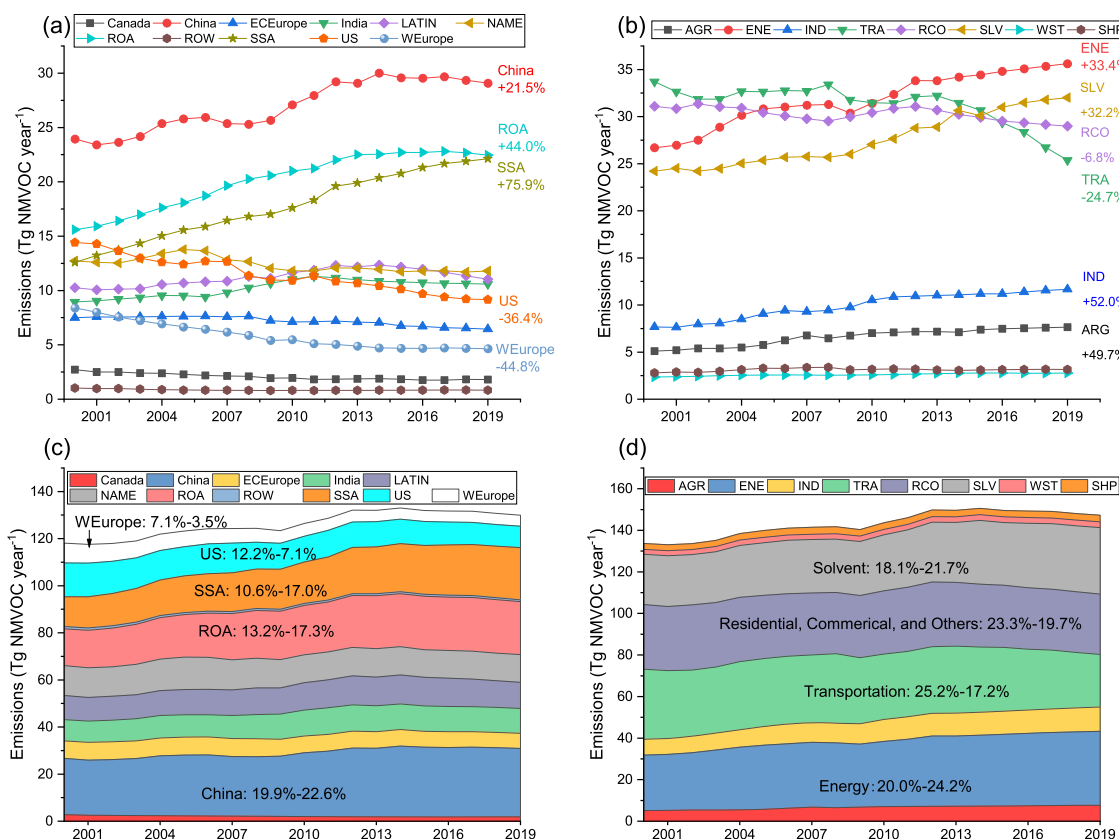 (a)
Canada China ECEurope India LATIN NAME
ROA ROW SSA US WEurope
Emissions (Tg NMVOC year-1)
30
25
20
15
10
5
0
2001 2004 2007 2010 2013 2016 2019
China
+21.5%
ROA
+44.0%
SSA
+75.9%
US
-36.4%
WEurope
-44.8%
(b)
AGR ENE IND TRA RCO SLV WST SHP
Emissions (Tg NMVOC year-1)
35
30
25
20
15
10
5
0
2001 2004 2007 2010 2013 2016 2019
ENE
+33.4%
SLV
+32.2%
RCO
-6.8%
TRA
-24.7%
IND
+52.0%
ARG
+49.7%
(c)
Canada China ECEurope India LATIN
NAME ROA ROW SSA US WEurope
Emissions (Tg NMVOC year-1)
140
120
100
80
60
40
20
0
2001 2004 2007 2010 2013 2016 2019
WEurope: 7.1%-3.5%
US: 12.2%-7.1%
SSA: 10.6%-17.0%
ROA: 13.2%-17.3%
China: 19.9%-22.6%
(d)
AGR ENE IND TRA RCO SLV WST SHP
Emissions (Tg NMVOC year-1)
160
140
120
100
80
60
40
20
0
2001 2004 2007 2010 2013 2016 2019
Solvent: 18.1%-21.7%
Residential, Commerical, and Others: 23.3%-19.7%
Transportation: 25.2%-17.2%
Energy: 20.0%-24.2%